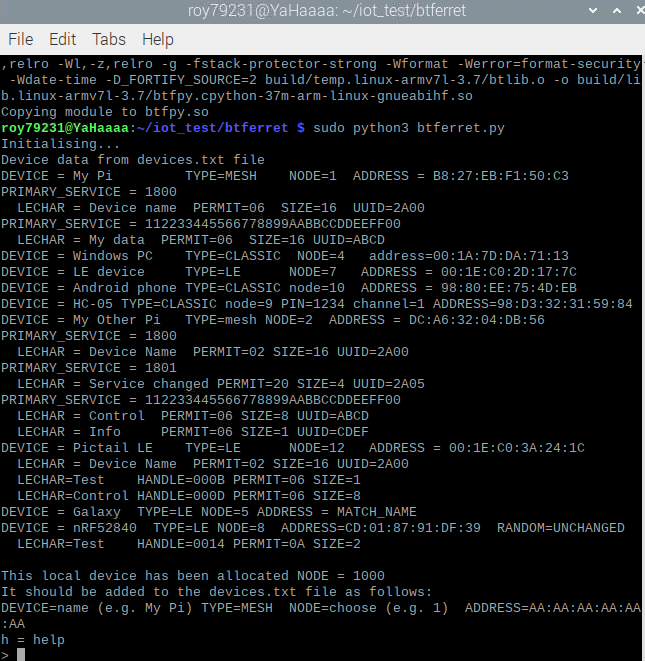 roy79231@YaHaaaa: ~/iot_test/btferret
File Edit Tabs Help
,relro -Wl,-z,relro -g -fstack-protector-strong -Wformat -Werror=format-security
 -Wdate-time -D_FORTIFY_SOURCE=2 build/temp.linux-armv7l-3.7/btlib.o -o build/li
b.linux-armv7l-3.7/btfpy.cpython-37m-arm-linux-gnueabihf.so
Copying module to btfpy.so
roy79231@YaHaaaa:~/iot_test/btferret $ sudo python3 btferret.py
Initialising...
Device data from devices.txt file
DEVICE = My Pi         TYPE=MESH    NODE=1  ADDRESS = B8:27:EB:F1:50:C3
PRIMARY_SERVICE = 1800
  LECHAR = Device name  PERMIT=06  SIZE=16  UUID=2A00
PRIMARY_SERVICE = 112233445566778899AABBCCDDEEFF00
  LECHAR = My data  PERMIT=06  SIZE=16 UUID=ABCD
DEVICE = Windows PC    TYPE=CLASSIC  NODE=4   address=00:1A:7D:DA:71:13
DEVICE = LE device     TYPE=LE      NODE=7   ADDRESS = 00:1E:C0:2D:17:7C
DEVICE = Android phone TYPE=CLASSIC node=10  ADDRESS = 98:80:EE:75:4D:EB
DEVICE = HC-05 TYPE=CLASSIC node=9 PIN=1234 channel=1 ADDRESS=98:D3:32:31:59:84
DEVICE = My Other Pi   TYPE=mesh NODE=2  ADDRESS = DC:A6:32:04:DB:56
PRIMARY_SERVICE = 1800
  LECHAR = Device Name  PERMIT=02 SIZE=16 UUID=2A00
PRIMARY_SERVICE = 1801
  LECHAR = Service changed PERMIT=20 SIZE=4 UUID=2A05
PRIMARY_SERVICE = 112233445566778899AABBCCDDEEFF00
  LECHAR = Control  PERMIT=06 SIZE=8 UUID=ABCD
  LECHAR = Info     PERMIT=06 SIZE=1 UUID=CDEF
DEVICE = Pictail LE    TYPE=LE      NODE=12   ADDRESS = 00:1E:C0:3A:24:1C
  LECHAR = Device Name  PERMIT=02 SIZE=16 UUID=2A00
  LECHAR=Test    HANDLE=000B PERMIT=06 SIZE=1
  LECHAR=Control HANDLE=000D PERMIT=06 SIZE=8
DEVICE = Galaxy  TYPE=LE NODE=5 ADDRESS = MATCH_NAME
DEVICE = nRF52840  TYPE=LE NODE=8  ADDRESS=CD:01:87:91:DF:39  RANDOM=UNCHANGED
  LECHAR=Test    HANDLE=0014 PERMIT=0A SIZE=2

This local device has been allocated NODE = 1000
It should be added to the devices.txt file as follows:
DEVICE=name (e.g. My Pi) TYPE=MESH  NODE=choose (e.g. 1)  ADDRESS=AA:AA:AA:AA:AA
:AA
h = help
>